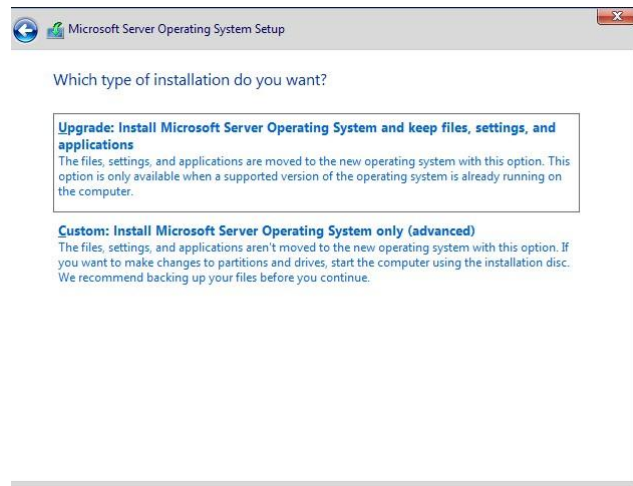 Microsoft Server Operating System Setup
Which type of installation do you want?
Upgrade: Install Microsoft Server Operating System and keep files, settings, and
applications
The files, settings, and applications are moved to the new operating system with this option. This
option is only available when a supported version of the operating system is already running on
the computer.
Custom: Install Microsoft Server Operating System only (advanced)
The files, settings, and applications aren't moved to the new operating system with this option. If
you want to make changes to partitions and drives, start the computer using the installation disc.
We recommend backing up your files before you continue.